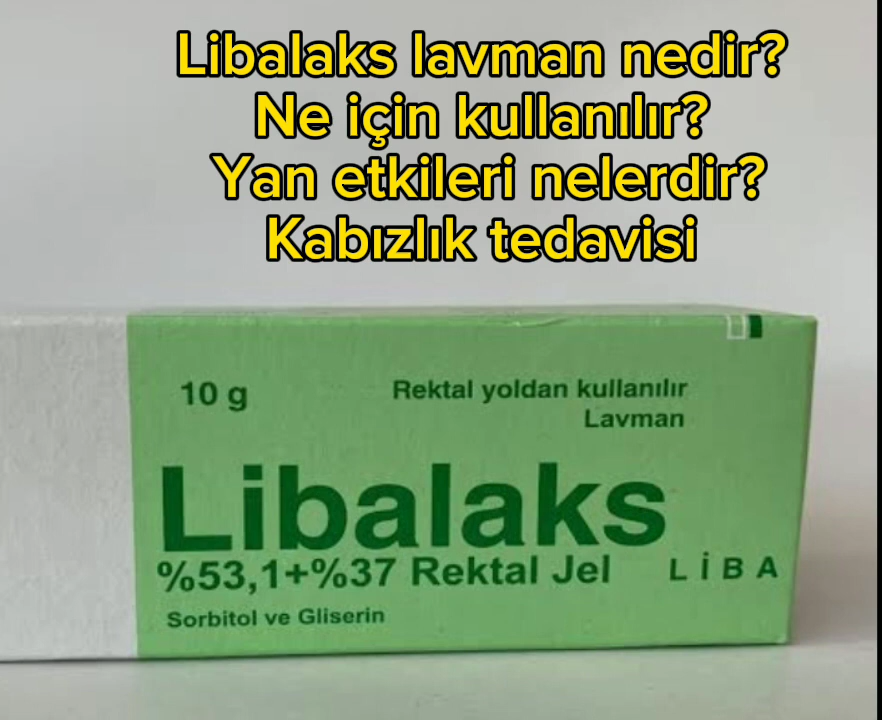 Libalaks lavman nedir?
Ne için kullanılır?
Yan etkileri nelerdir?
Kabızlık tedavisi
10 g
Rektal yoldan kullanılır
Lavman
Libalaks
%53,1+%37 Rektal Jel
LİBA
Sorbitol ve Gliserin